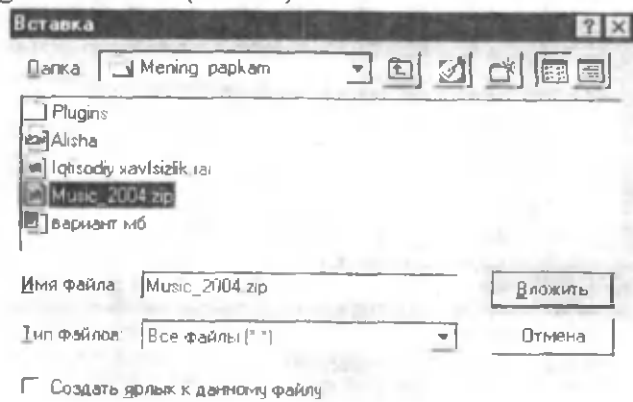 Вставка
Папка Mening papkam
Plugins
Alisha
Iqtisodiy xavfsizlik.rar
Music_2004.zip
вариант мб
Имя файла: Music_2004.zip Вложить
Тип файлов: Все файлы (*.*) Отмена
Создать ярлык к данному файлу